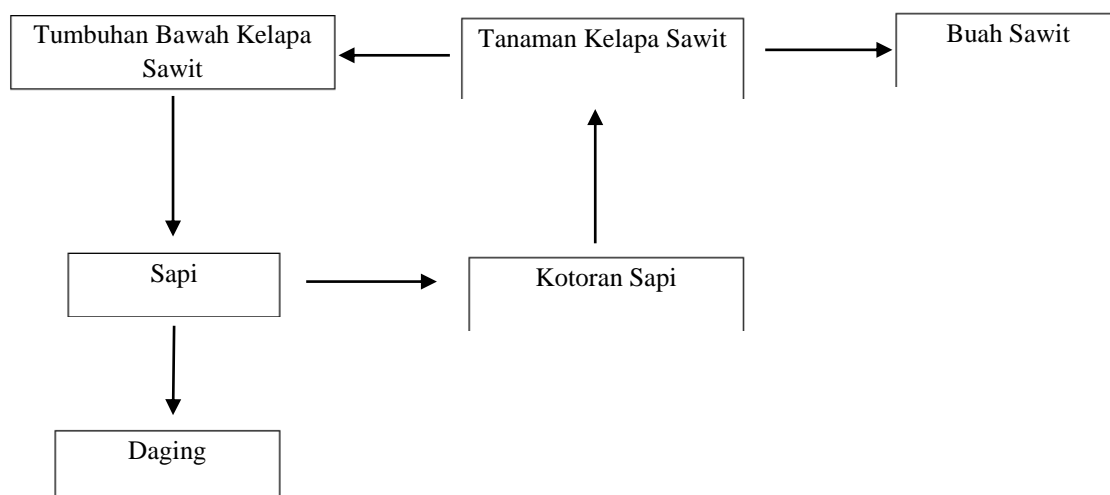 Tumbuhan Bawah Kelapa
Sawit
Tanaman Kelapa Sawit
Buah Sawit
Sapi
Kotoran Sapi
Daging